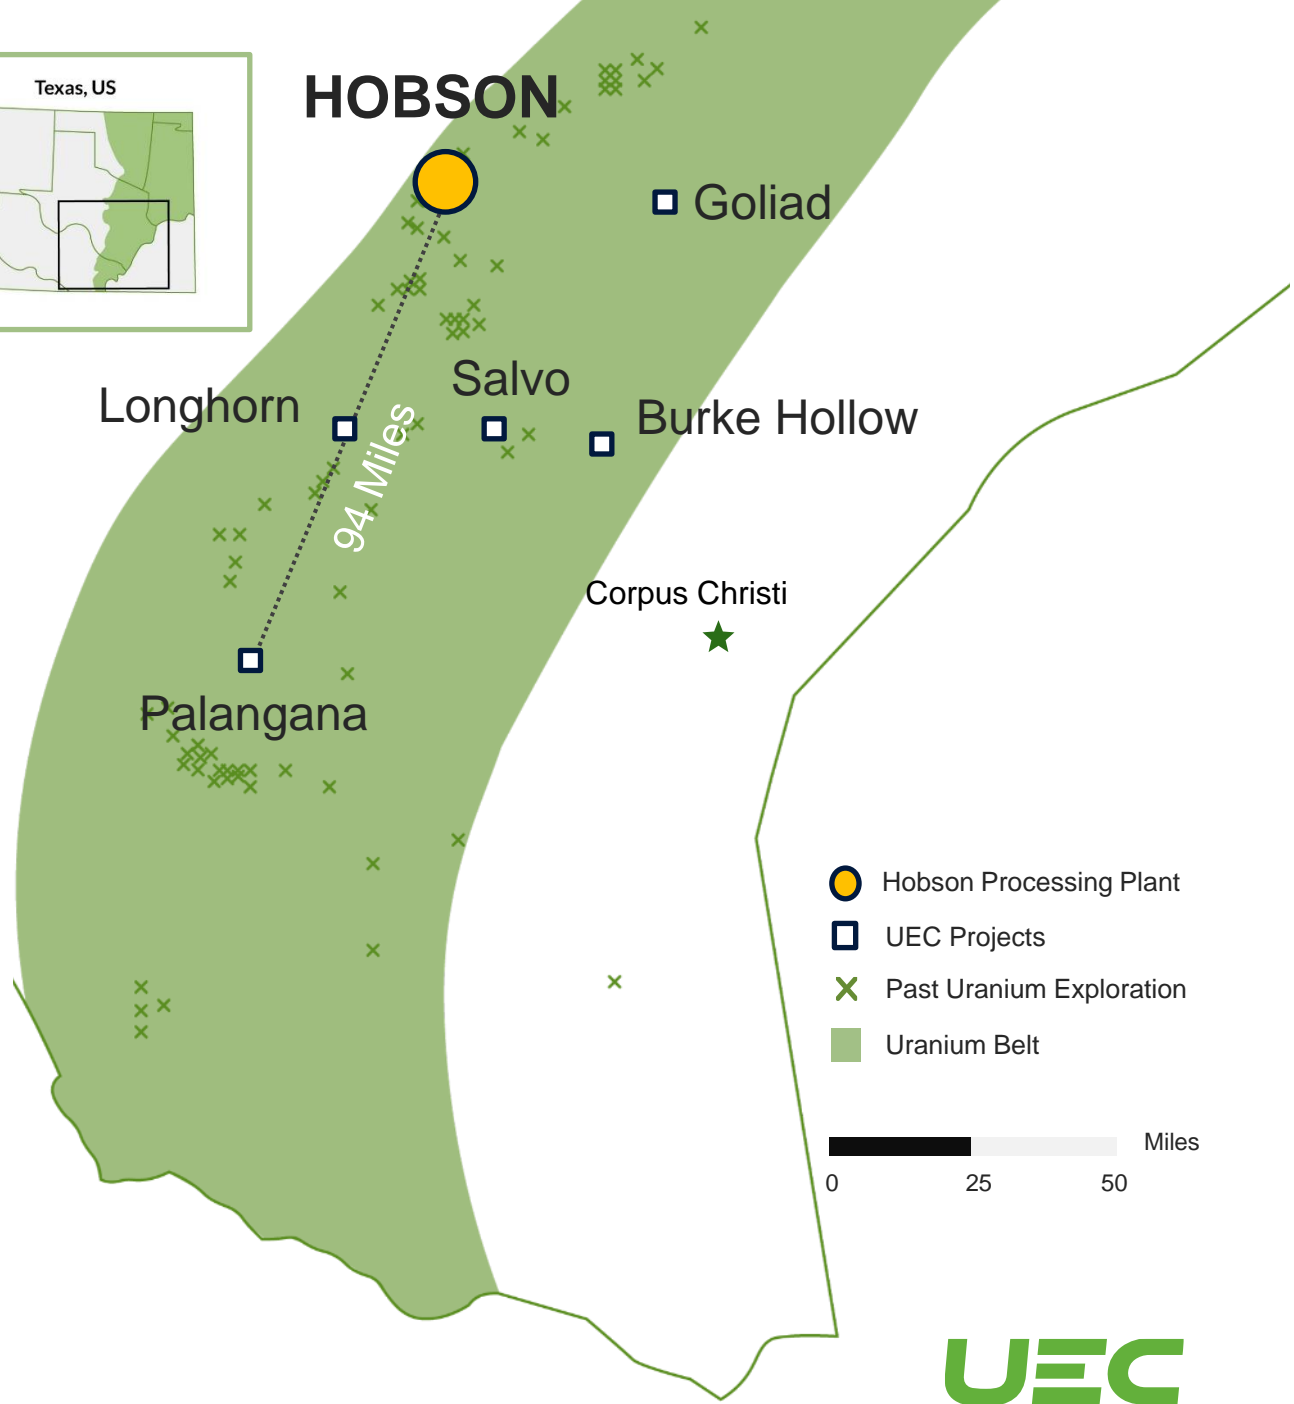 Texas, US
HOBSON
Goliad
Salvo
Longhorn
Burke Hollow
94 Miles
Corpus Christi
Palangana
Hobson Processing Plant
UEC Projects
Past Uranium Exploration
Uranium Belt
Miles
0 25 50
UEC